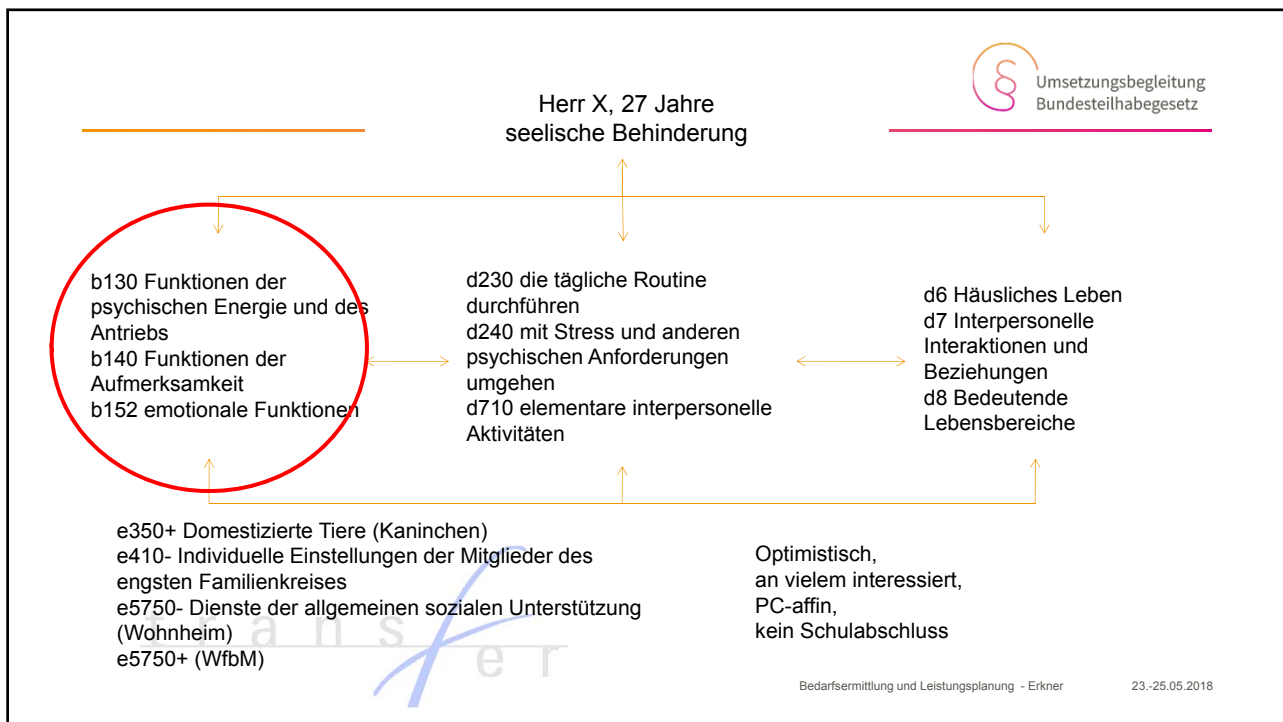 Umsetzungsbegleitung
Bundesteilhabegesetz
Herr X, 27 Jahre
seelische Behinderung
b130 Funktionen der
psychischen Energie und des
Antriebs
b140 Funktionen der
Aufmerksamkeit
b152 emotionale Funktionen
d230 die tägliche Routine
durchführen
d240 mit Stress und anderen
psychischen Anforderungen
umgehen
d710 elementare interpersonelle
Aktivitäten
d6 Häusliches Leben
d7 Interpersonelle
Interaktionen und
Beziehungen
d8 Bedeutende
Lebensbereiche
e350+ Domestizierte Tiere (Kaninchen)
e410- Individuelle Einstellungen der Mitglieder des
engsten Familienkreises
e5750- Dienste der allgemeinen sozialen Unterstützung
(Wohnheim)
e5750+ (WfbM)
Optimistisch,
an vielem interessiert,
PC-affin,
kein Schulabschluss
transfer
Bedarfsermittlung und Leistungsplanung - Erkner 23.-25.05.2018